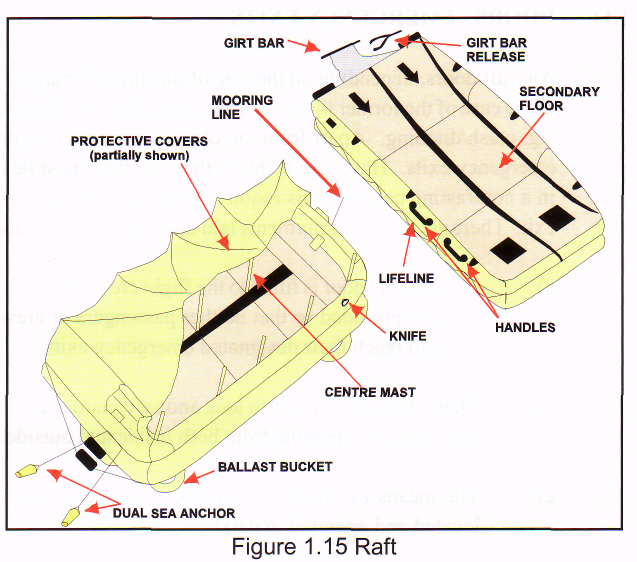 GIRT BAR
GIRT BAR
RELEASE
MOORING
LINE
SECONDARY
FLOOR
PROTECTIVE COVERS
(partially shown)
LIFELINE
HANDLES
KNIFE
CENTRE MAST
BALLAST BUCKET
DUAL SEA ANCHOR
Figure 1.15 Raft